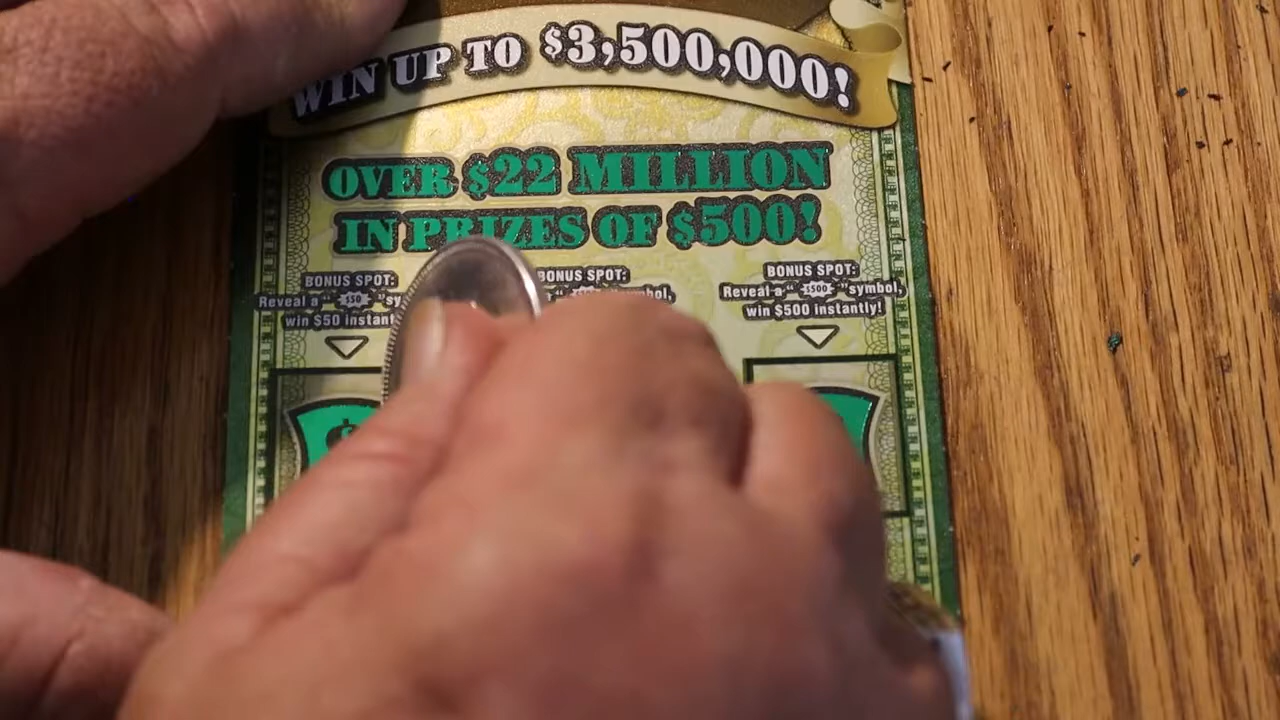 WIN UP TO $3,500,000!
OVER $22 MILLION
IN PRIZES OF $500!
BONUS SPOT:
Reveal a "$50"
win $50
BONUS SPOT:
BONUS SPOT:
Reveal a "$500" symbol,
win $500 instantly!
$